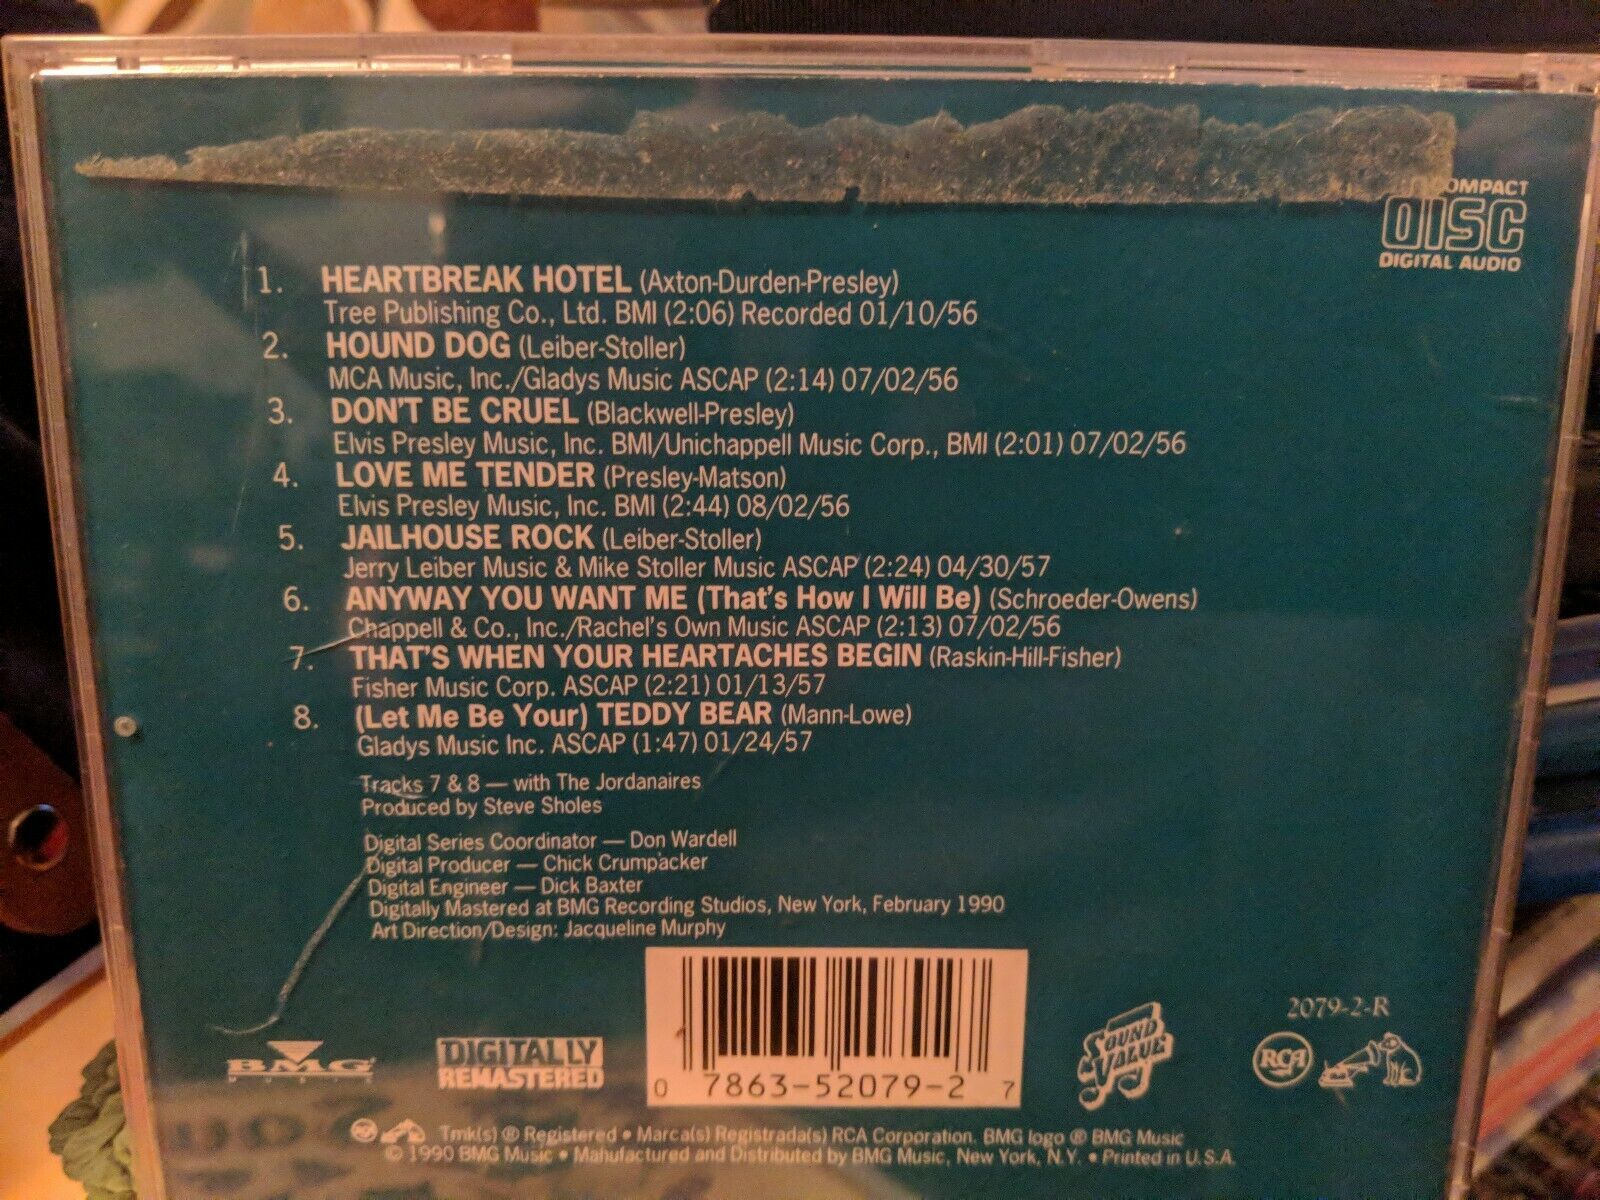 COMPACT
DISC
DIGITAL AUDIO
1. HEARTBREAK HOTEL (Axton-Durden-Presley)
Tree Publishing Co., Ltd. BMI (2:06) Recorded 01/10/56
2. HOUND DOG (Leiber-Stoller)
MCA Music, Inc./Gladys Music ASCAP (2:14) 07/02/56
3. DON'T BE CRUEL (Blackwell-Presley)
Elvis Presley Music, Inc. BMI/Unichappell Music Corp., BMI (2:01) 07/02/56
4. LOVE ME TENDER (Presley-Matson)
Elvis Presley Music, Inc. BMI (2:44) 08/02/56
5. JAILHOUSE ROCK (Leiber-Stoller)
Jerry Leiber Music & Mike Stoller Music ASCAP (2:24) 04/30/57
6. ANYWAY YOU WANT ME (That's How I Will Be) (Schroeder-Owens)
Chappell & Co., Inc./Rachel's Own Music ASCAP (2:13) 07/02/56
7. THAT'S WHEN YOUR HEARTACHES BEGIN (Raskin-Hill-Fisher)
Fisher Music Corp. ASCAP (2:21) 01/13/57
8. (Let Me Be Your) TEDDY BEAR (Mann-Lowe)
Gladys Music Inc. ASCAP (1:47) 01/24/57
Tracks 7 & 8 — with The Jordanaires
Produced by Steve Sholes
Digital Series Coordinator — Don Wardell
Digital Producer — Chick Crumpacker
Digital Engineer — Dick Baxter
Digitally Mastered at BMG Recording Studios, New York, February 1990
Art Direction/Design: Jacqueline Murphy
BMG
MUSIC
DIGITALLY
REMASTERED
0 7863-52079-2 7
SOUND
VALUE
2079-2-R
RCA
Tmk(s) ® Registered • Marca(s) Registrada(s) RCA Corporation. BMG logo ® BMG Music
© 1990 BMG Music • Manufactured and Distributed by BMG Music, New York, N.Y. • Printed in U.S.A.